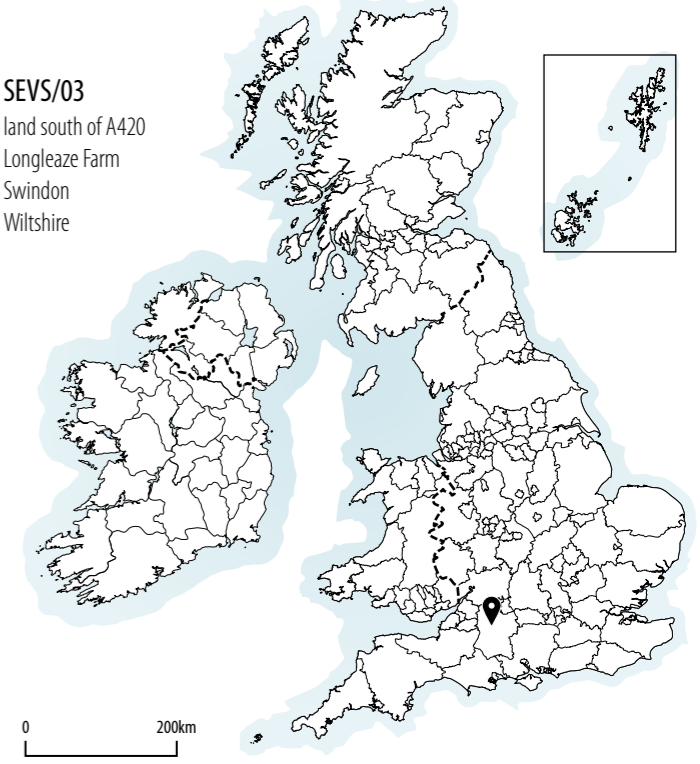 SEVS/03
land south of A420
Longleaze Farm
Swindon
Wiltshire
0 200km